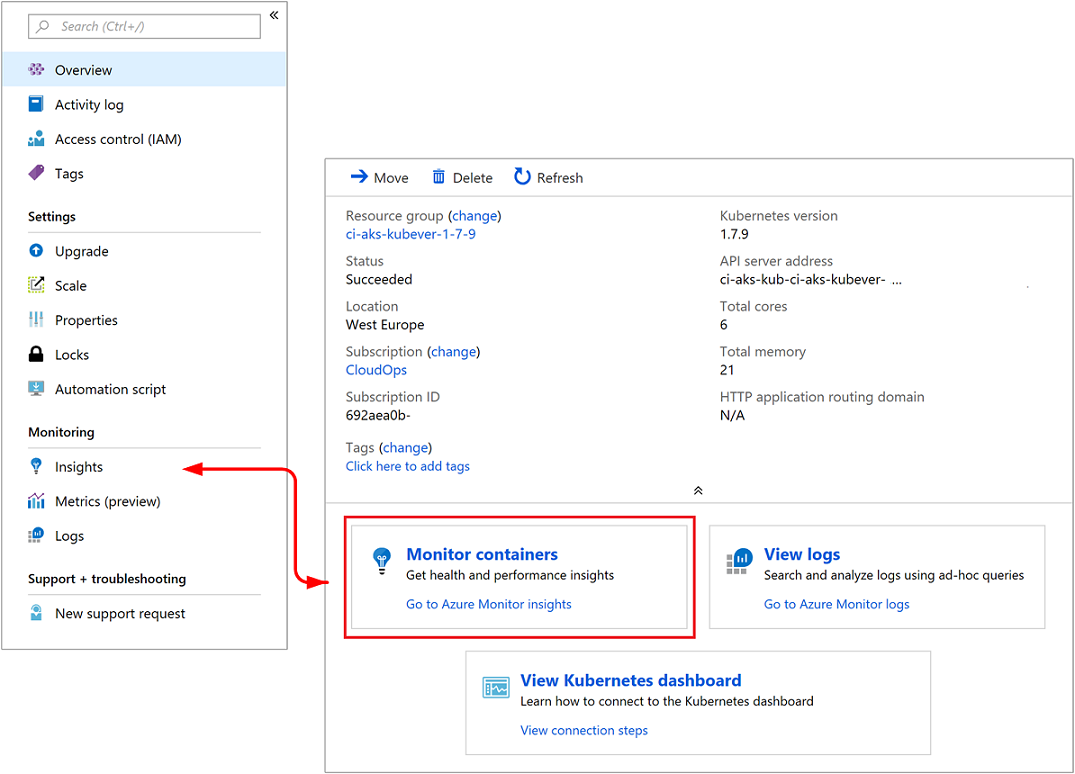 Search (Ctrl+/)
Overview
Activity log
Access control (IAM)
Tags
Settings
Upgrade
Scale
Properties
Locks
Automation script
Monitoring
Insights
Metrics (preview)
Logs
Support + troubleshooting
New support request
Move Delete Refresh
Resource group (change)
ci-aks-kubever-1-7-9
Status
Succeeded
Location
West Europe
Subscription (change)
CloudOps
Subscription ID
692aea0b-
Tags (change)
Click here to add tags
Kubernetes version
1.7.9
API server address
ci-aks-kub-ci-aks-kubever- ...
Total cores
6
Total memory
21
HTTP application routing domain
N/A
Monitor containers
Get health and performance insights
Go to Azure Monitor insights
View logs
Search and analyze logs using ad-hoc queries
Go to Azure Monitor logs
View Kubernetes dashboard
Learn how to connect to the Kubernetes dashboard
View connection steps